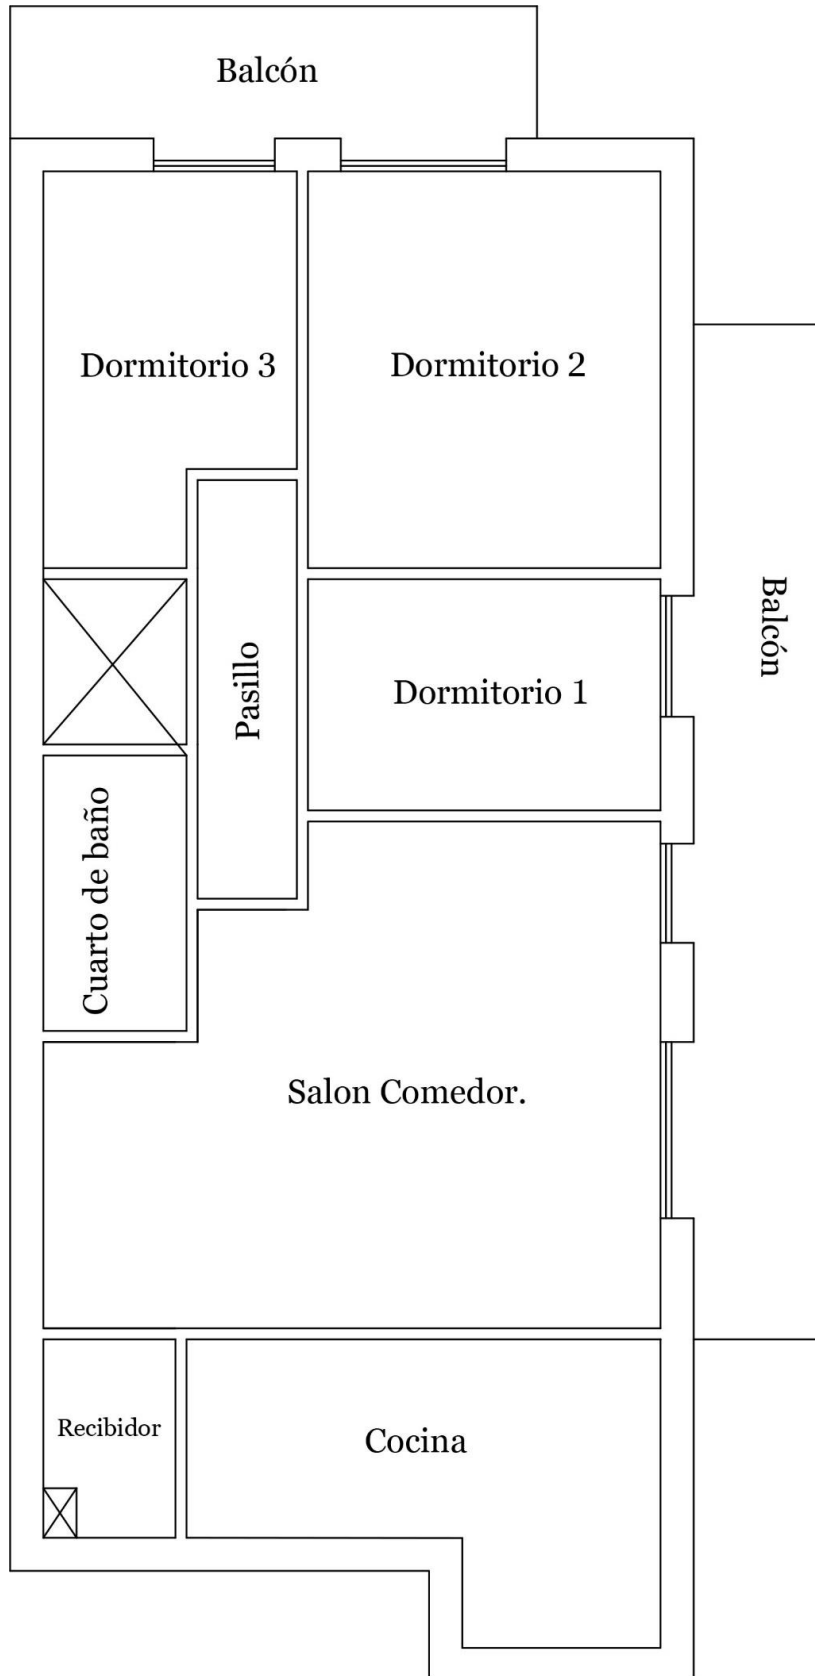 Balcón
Dormitorio 3
Dormitorio 2
Balcón
Pasillo
Dormitorio 1
Cuarto de baño
Salon Comedor.
Recibidor
Cocina